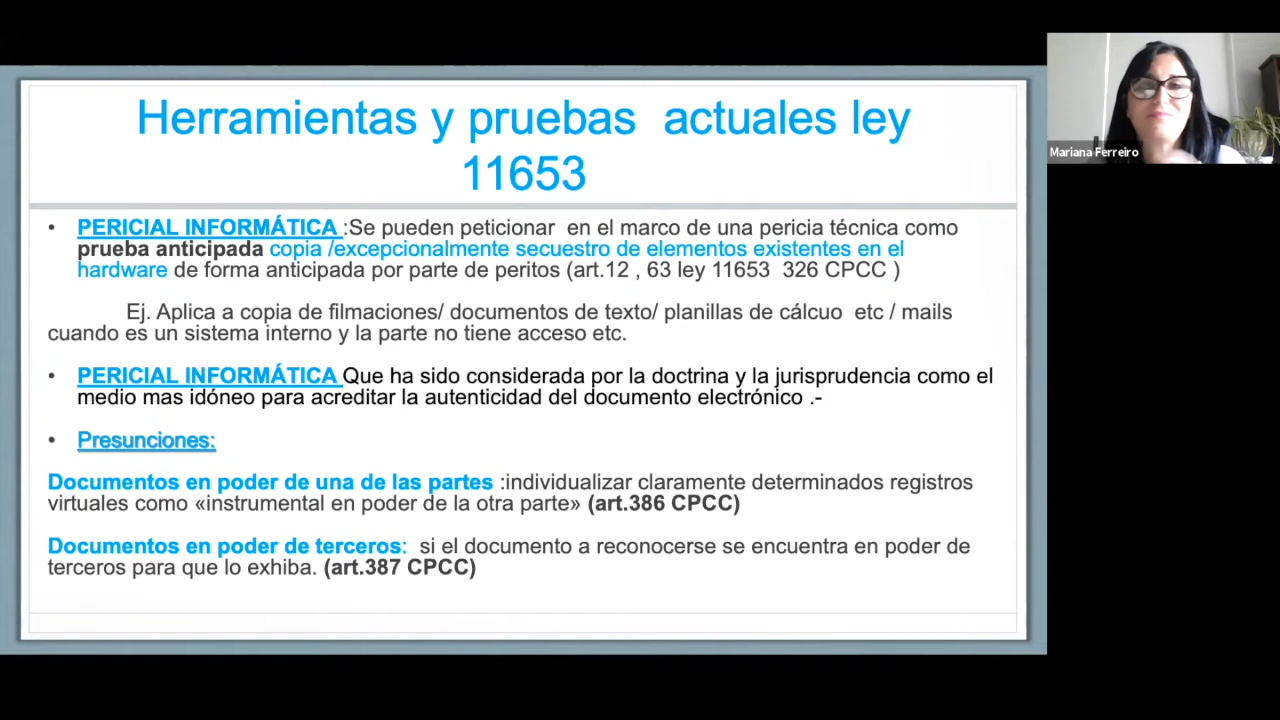 Herramientas y pruebas  actuales ley
11653
• PERICIAL INFORMÁTICA :Se pueden peticionar  en el marco de una pericia técnica como
prueba anticipada copia /excepcionalmente secuestro de elementos existentes en el
hardware de forma anticipada por parte de peritos (art.12 , 63 ley 11653  326 CPCC )
Ej. Aplica a copia de filmaciones/ documentos de texto/ planillas de cálcuo  etc / mails
cuando es un sistema interno y la parte no tiene acceso etc.
• PERICIAL INFORMÁTICA Que ha sido considerada por la doctrina y la jurisprudencia como el
medio mas idóneo para acreditar la autenticidad del documento electrónico .-
• Presunciones:
Documentos en poder de una de las partes :individualizar claramente determinados registros
virtuales como «instrumental en poder de la otra parte» (art.386 CPCC)
Documentos en poder de terceros:  si el documento a reconocerse se encuentra en poder de
terceros para que lo exhiba. (art.387 CPCC)
Mariana Ferreiro